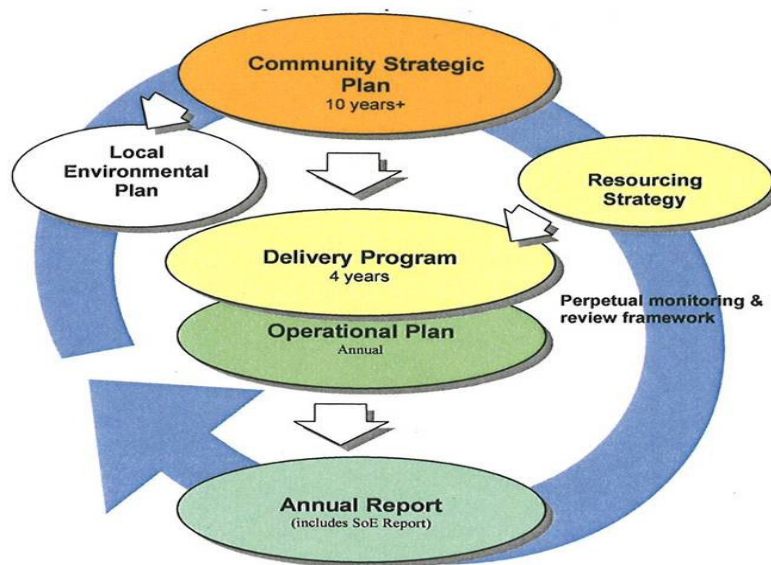 Community Strategic
Plan
10 years+
Local
Environmental
Plan
Resourcing
Strategy
Delivery Program
4 years
Perpetual monitoring &
review framework
Operational Plan
Annual
Annual Report
(includes SoE Report)